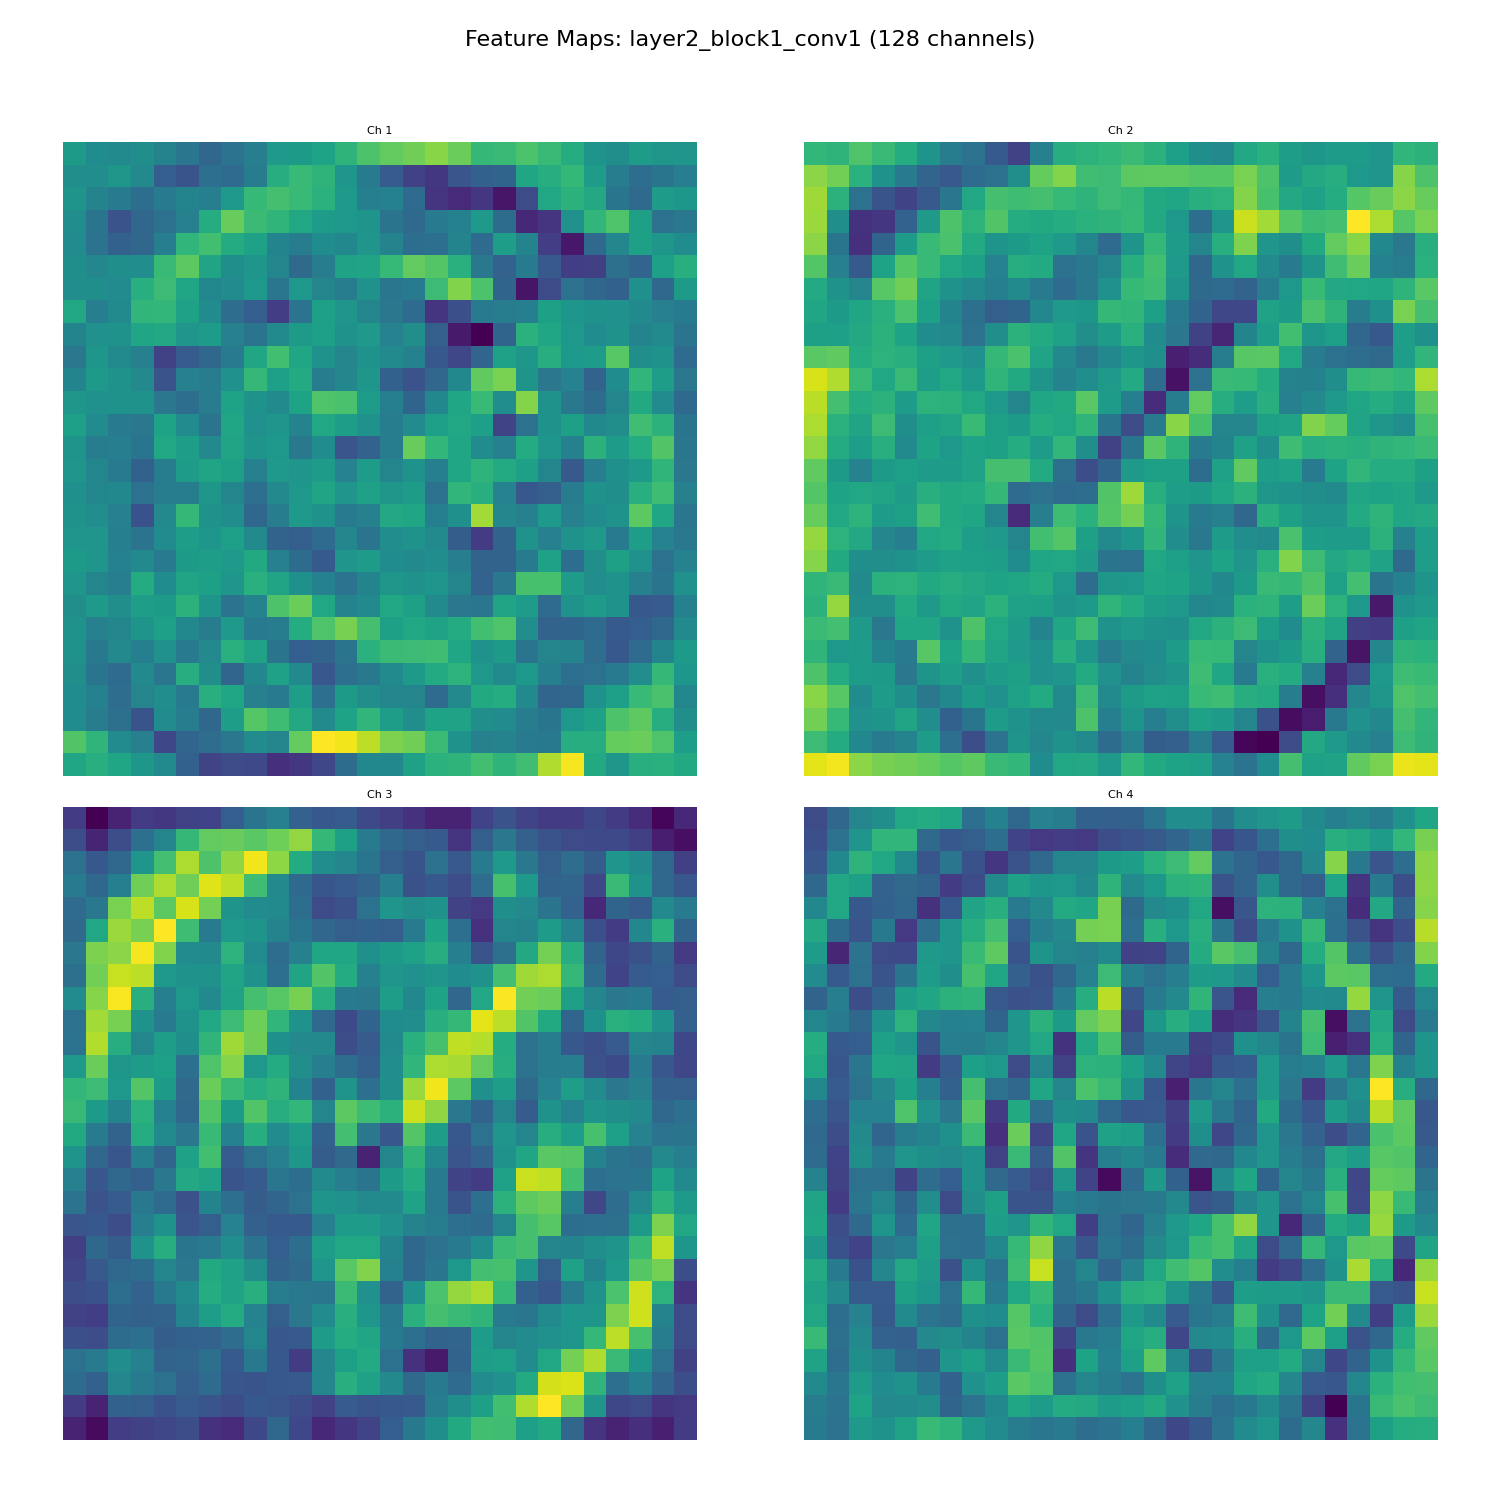 Feature Maps: layer2_block1_conv1 (128 channels)
Ch 1
Ch 2
Ch 3
Ch 4